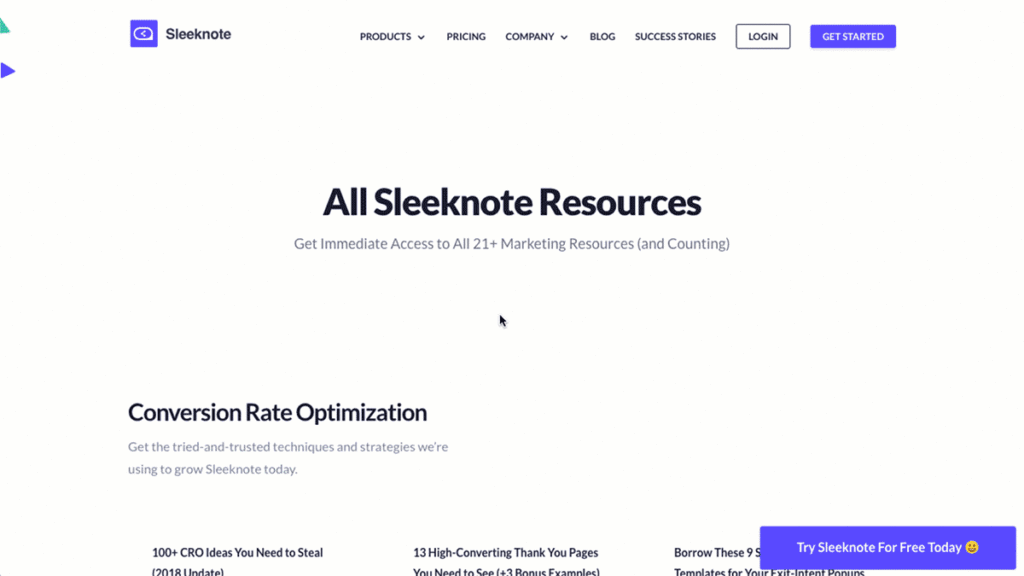 Sleeknote
PRODUCTS PRICING COMPANY BLOG SUCCESS STORIES LOGIN GET STARTED
All Sleeknote Resources
Get Immediate Access to All 21+ Marketing Resources (and Counting)
Conversion Rate Optimization
Get the tried-and-trusted techniques and strategies we're
using to grow Sleeknote today.
100+ CRO Ideas You Need to Steal
(2018 Update)
13 High-Converting Thank You Pages
You Need to See (+3 Bonus Examples)
Borrow These 9
Templates for Your Exit-Intent Popups
Try Sleeknote For Free Today 😀